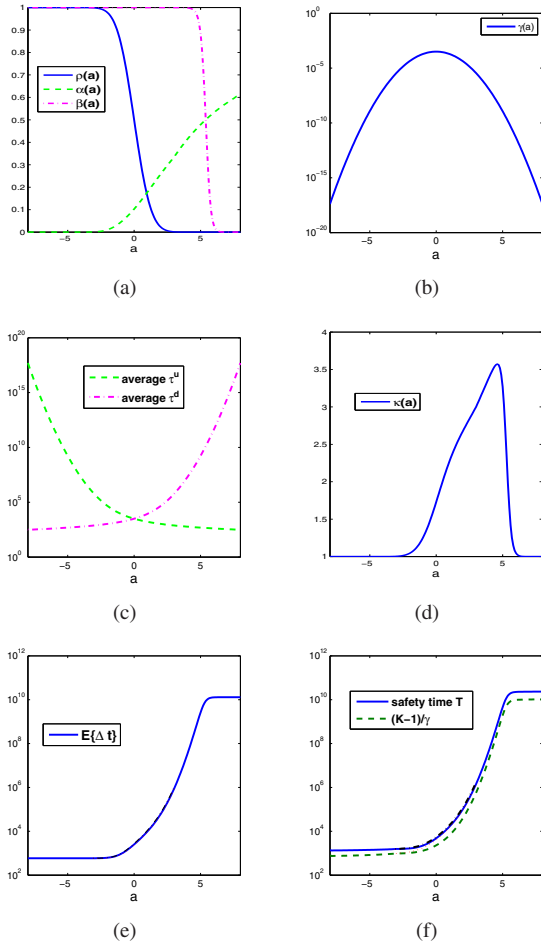 1
0.9
0.8
0.7
0.6
0.5
0.4
0.3
0.2
0.1
0
ρ(a)
α(a)
β(a)
−5 0 5
a
(a)
10^0
10^−5
10^−10
10^−15
10^−20
γ(a)
−5 0 5
a
(b)
10^20
10^15
10^10
10^5
10^0
average τ^u
average τ^d
−5 0 5
a
(c)
4
3.5
3
2.5
2
1.5
1
κ(a)
−5 0 5
a
(d)
10^12
10^10
10^8
10^6
10^4
10^2
E{Δ t}
−5 0 5
a
(e)
10^12
10^10
10^8
10^6
10^4
10^2
safety time T
(K−1)/γ
−5 0 5
a
(f)